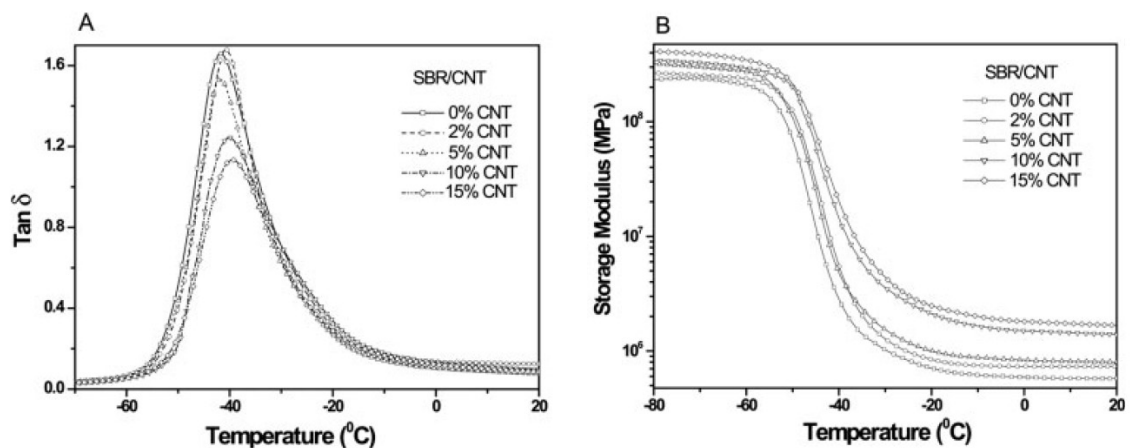 A
1.6
1.2
0.8
0.4
0.0
Tan δ
-60 -40 -20 0 20
Temperature (⁰C)
SBR/CNT
0% CNT
2% CNT
5% CNT
10% CNT
15% CNT
B
10⁸
10⁷
10⁶
Storage Modulus (MPa)
-80 -60 -40 -20 0 20
Temperature (⁰C)
SBR/CNT
0% CNT
2% CNT
5% CNT
10% CNT
15% CNT